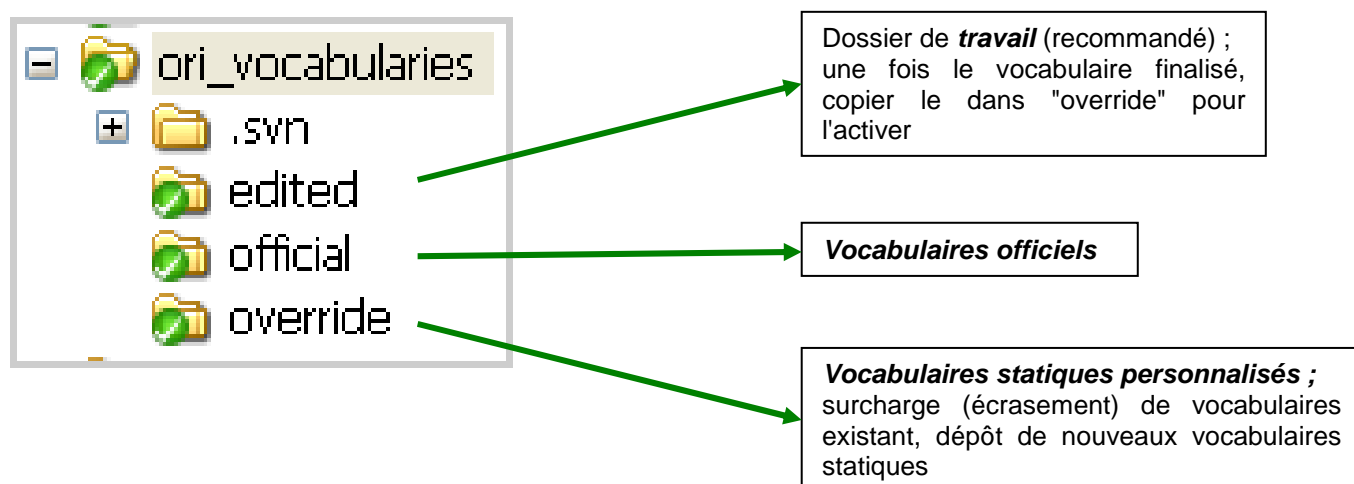 ori_vocabularies
.svn
edited
official
override
Dossier de travail (recommandé) ;
une fois le vocabulaire finalisé,
copier le dans "override" pour
l'activer
Vocabulaires officiels
Vocabulaires statiques personnalisés ;
surcharge (écrasement) de vocabulaires
existant, dépôt de nouveaux vocabulaires
statiques